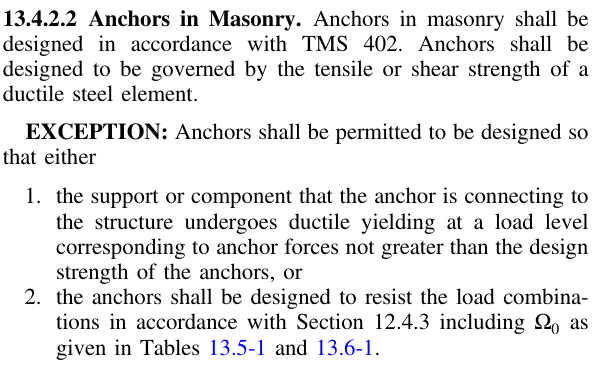 13.4.2.2 Anchors in Masonry. Anchors in masonry shall be
designed in accordance with TMS 402. Anchors shall be
designed to be governed by the tensile or shear strength of a
ductile steel element.
EXCEPTION: Anchors shall be permitted to be designed so
that either
1. the support or component that the anchor is connecting to
the structure undergoes ductile yielding at a load level
corresponding to anchor forces not greater than the design
strength of the anchors, or
2. the anchors shall be designed to resist the load combina-
tions in accordance with Section 12.4.3 including Ω₀ as
given in Tables 13.5-1 and 13.6-1.